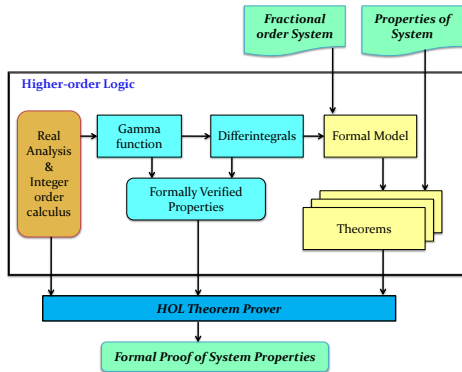 Fractional
order System
Properties of
System
Higher-order Logic
Real
Analysis
&
Integer
order
calculus
Gamma
function
Differintegrals
Formal Model
Formally Verified
Properties
Theorems
HOL Theorem Prover
Formal Proof of System Properties